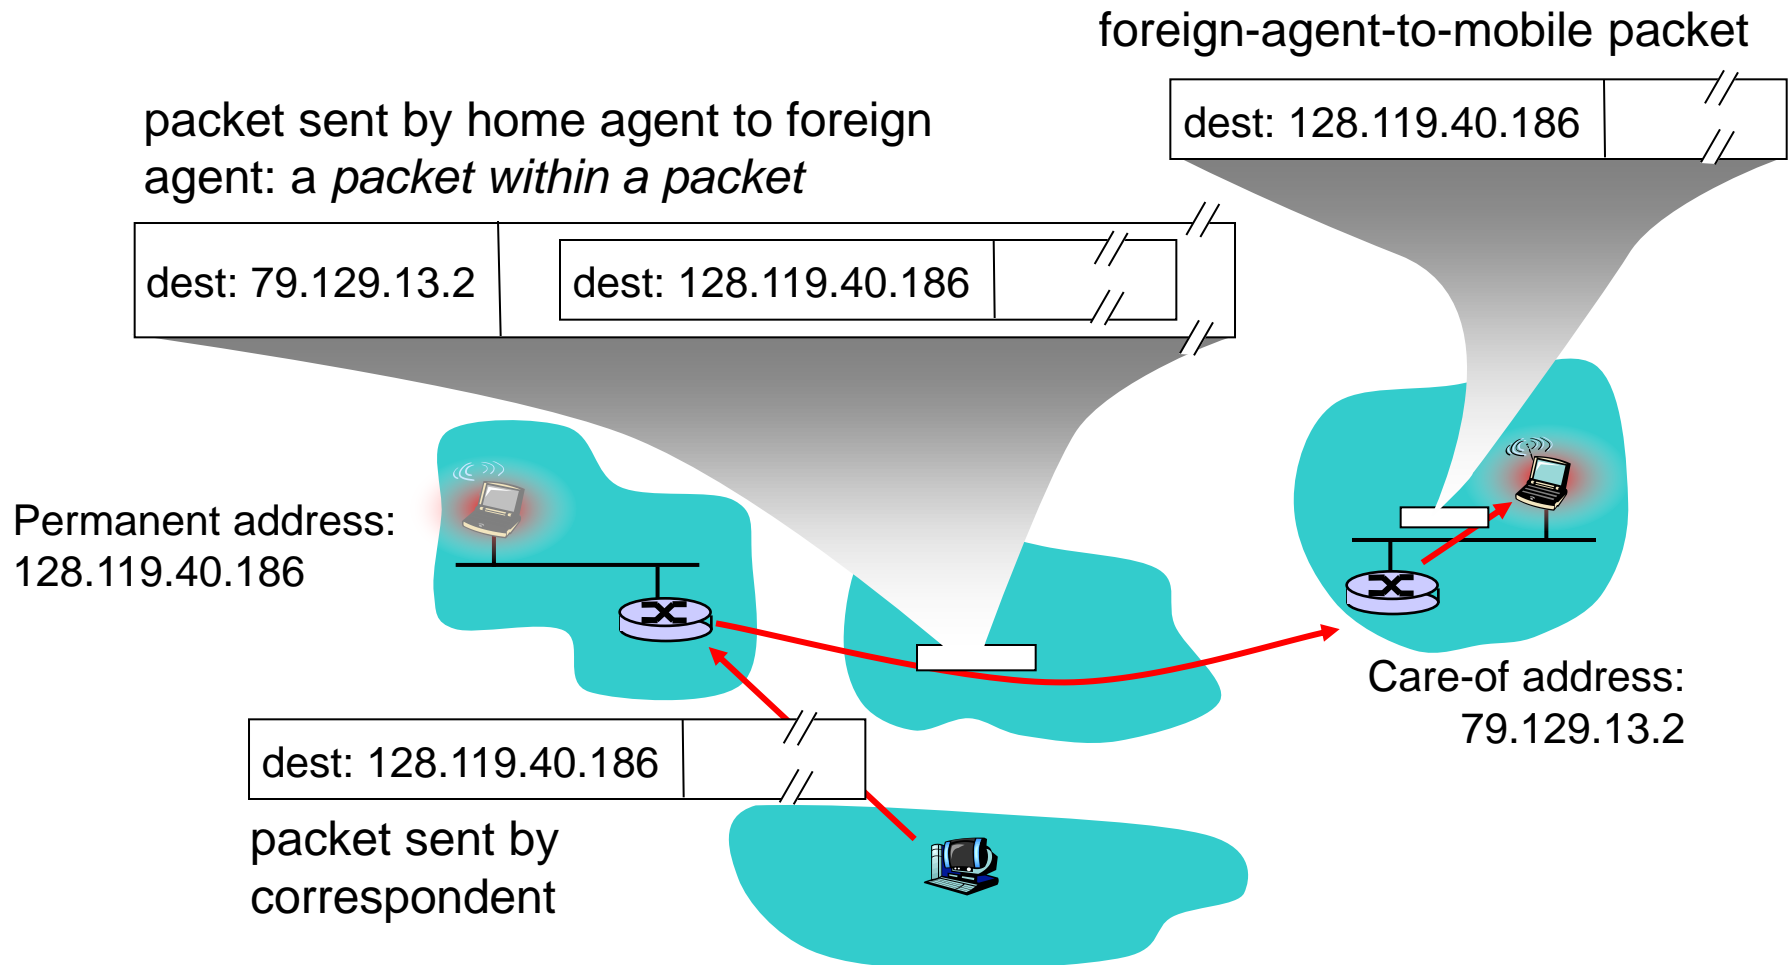 foreign-agent-to-mobile packet
dest: 128.119.40.186
packet sent by home agent to foreign
agent: a packet within a packet
dest: 79.129.13.2
dest: 128.119.40.186
Permanent address:
128.119.40.186
Care-of address:
79.129.13.2
dest: 128.119.40.186
packet sent by
correspondent